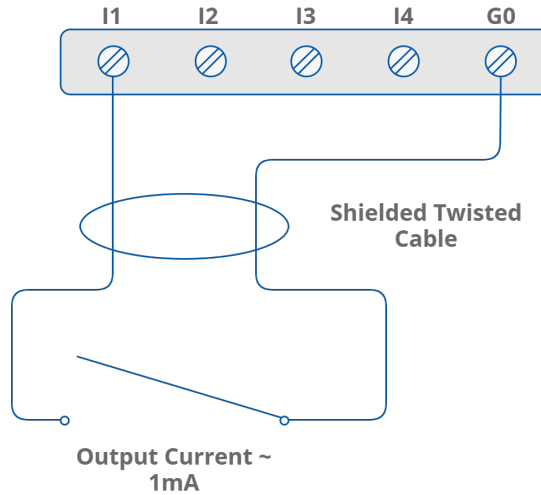 I1 I2 I3 I4 G0
Shielded Twisted
Cable
Output Current ~
1mA